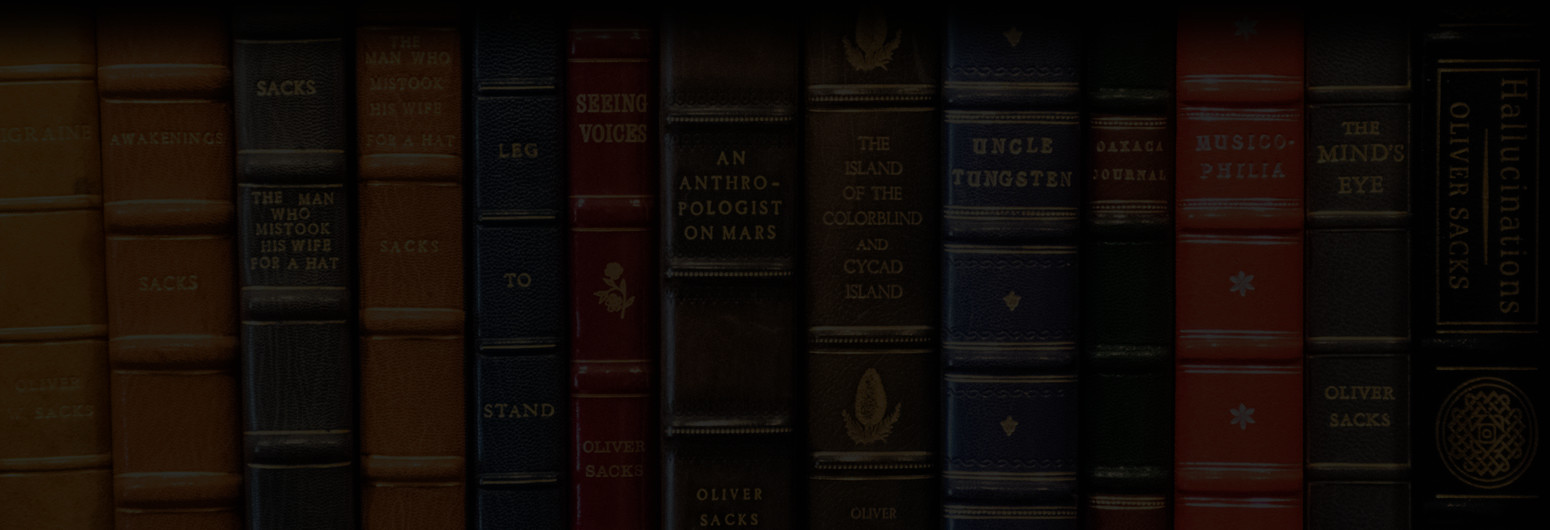 IGRAINE
OLIVER
W. SACKS
AWAKENINGS
SACKS
SACKS
THE MAN
WHO
MISTOOK
HIS WIFE
FOR A HAT
THE
MAN WHO
MISTOOK
HIS WIFE
FOR A HAT
SACKS
LEG
TO
STAND
SEEING
VOICES
OLIVER
SACKS
AN
ANTHRO-
POLOGIST
ON MARS
OLIVER
SACKS
THE
ISLAND
OF THE
COLORBLIND
AND
CYCAD
ISLAND
OLIVER
UNCLE
TUNGSTEN
OAXACA
JOURNAL
MUSICO-
PHILIA
THE
MIND'S
EYE
OLIVER
SACKS
Hallucinations
OLIVER SACKS